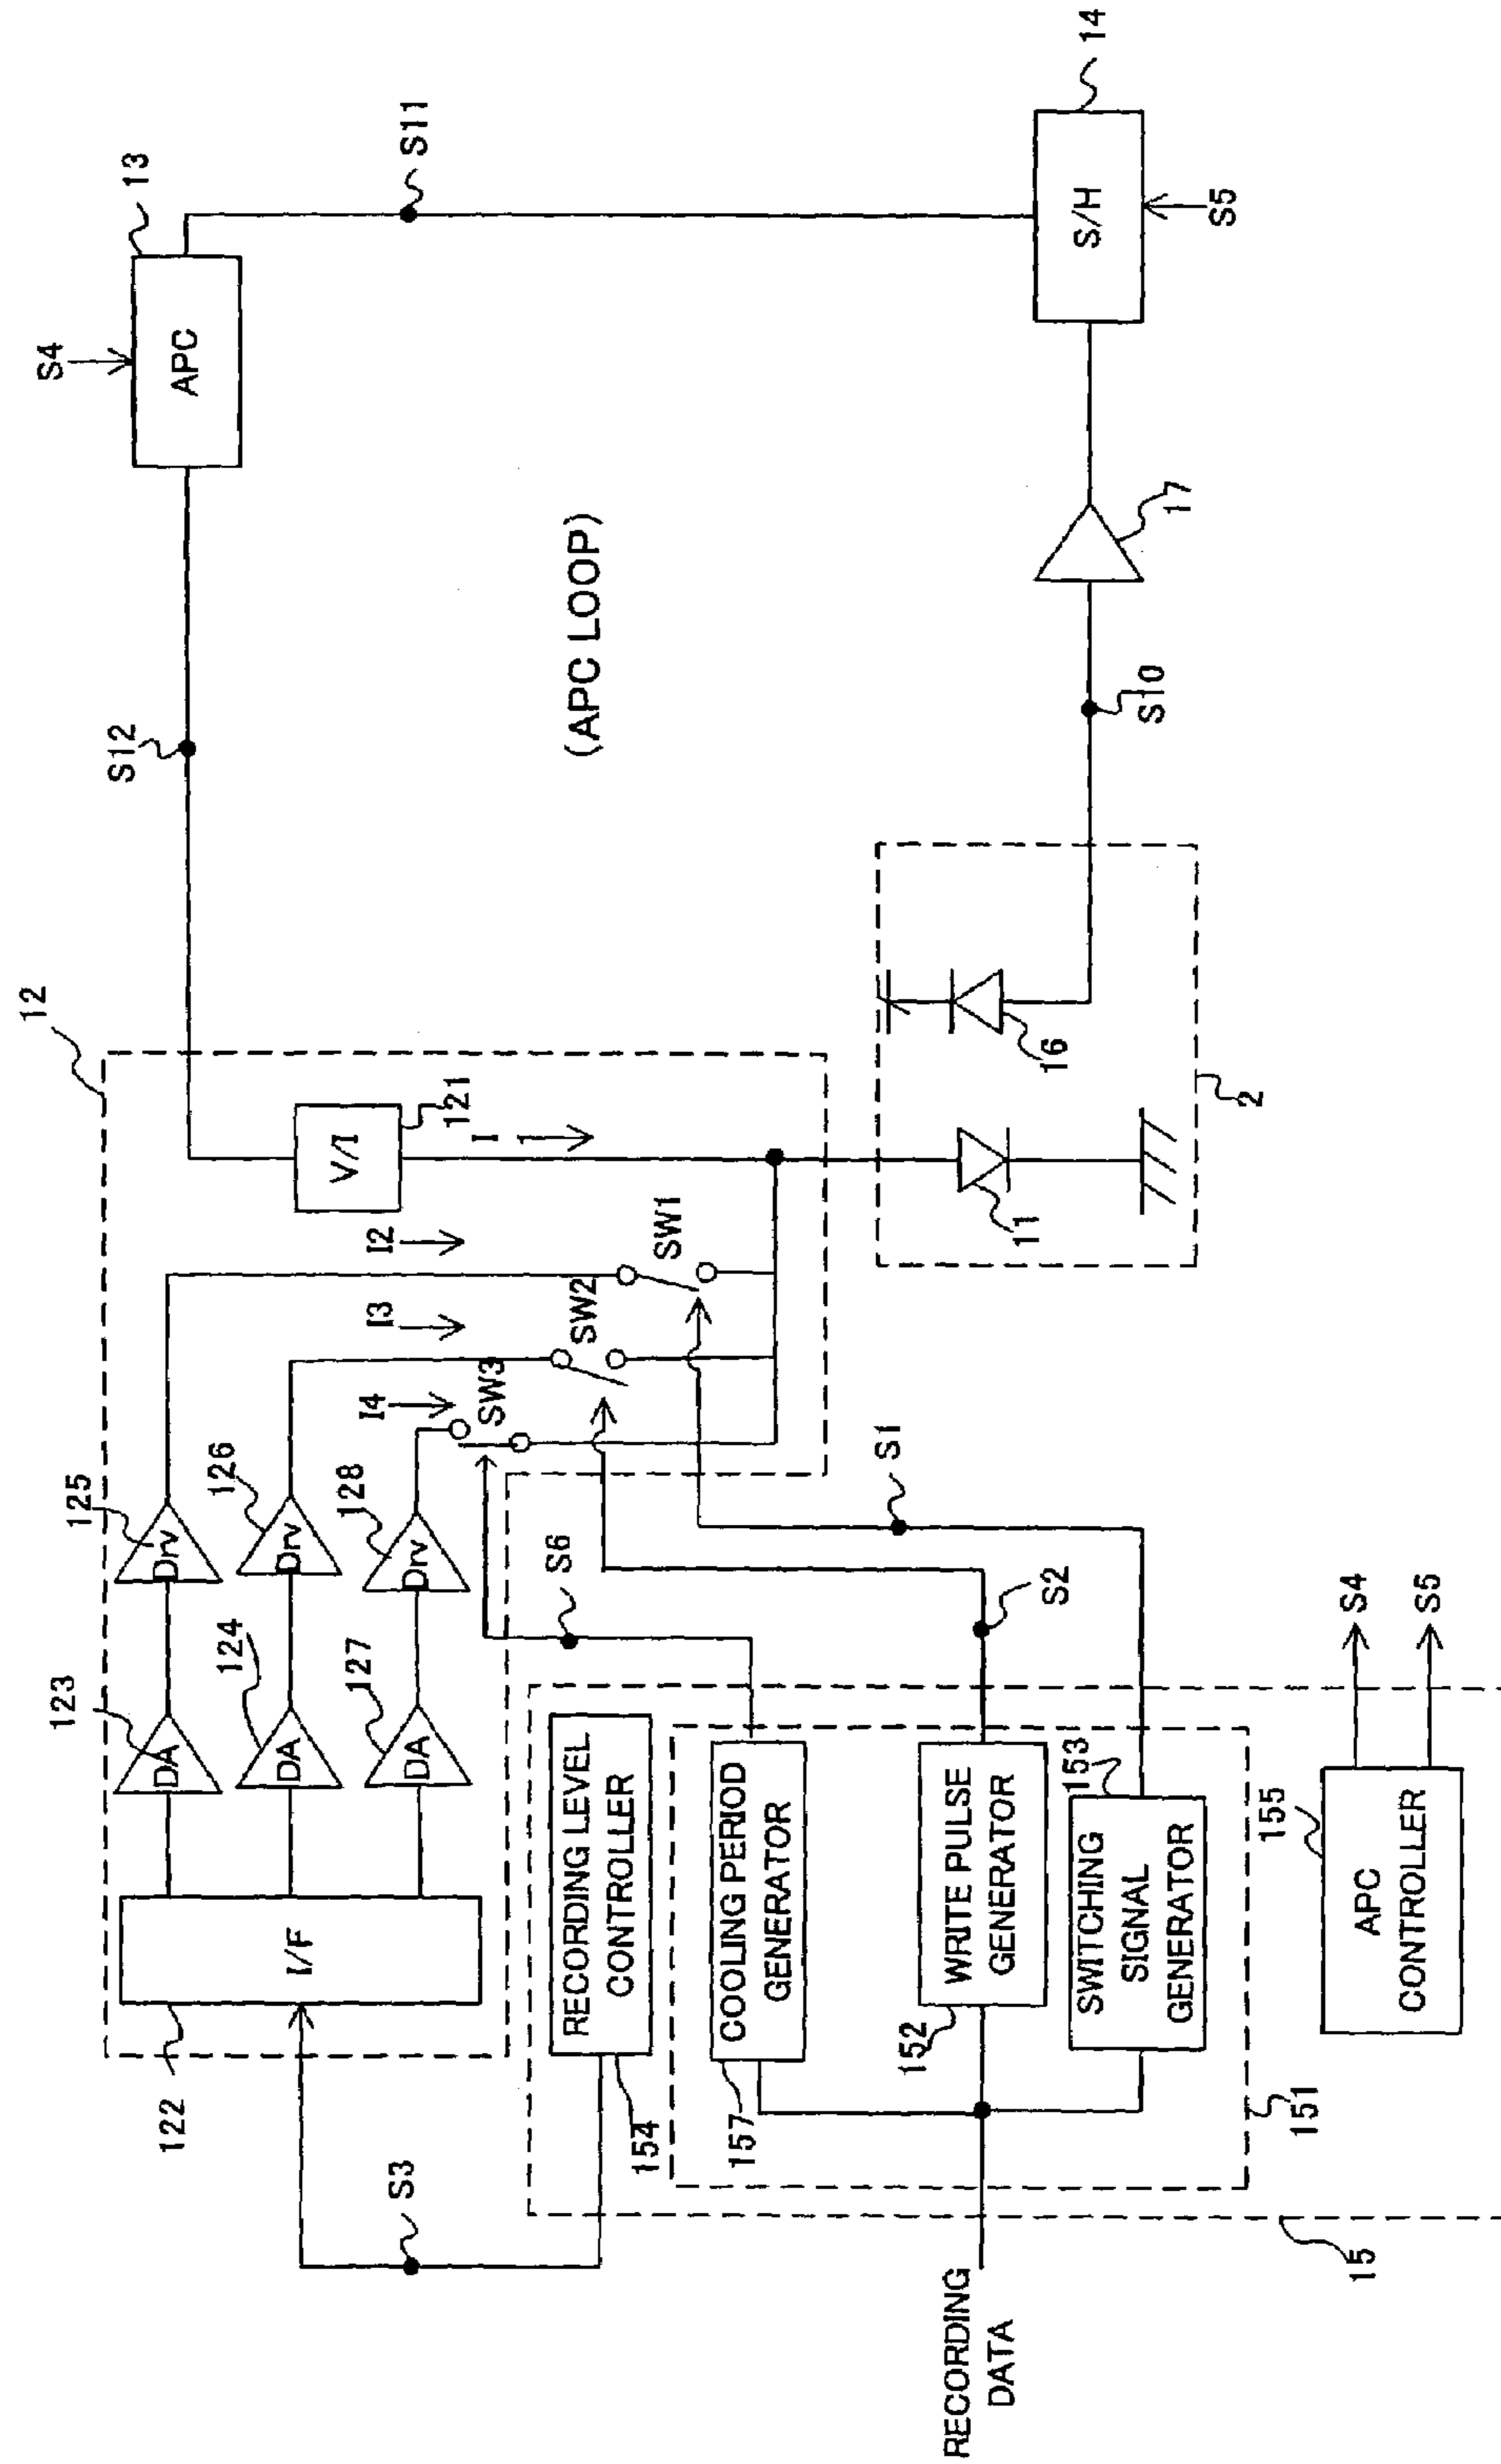 12
S12
S4
13
APC
S11
125
Drv
123
DA
126
Drv
124
DA
128
Drv
127
DA
122
I/F
I4
I3
I2
I1
V/I
121
SW3
SW2
SW1
(APC LOOP)
S3
S6
RECORDING LEVEL
CONTROLLER
154
COOLING PERIOD
GENERATOR
157
WRITE PULSE
GENERATOR
152
SWITCHING
SIGNAL
GENERATOR
153
151
S2
S1
RECORDING
DATA
15
155
APC
CONTROLLER
S4
S5
11
16
2
S10
17
S/H
14
S5